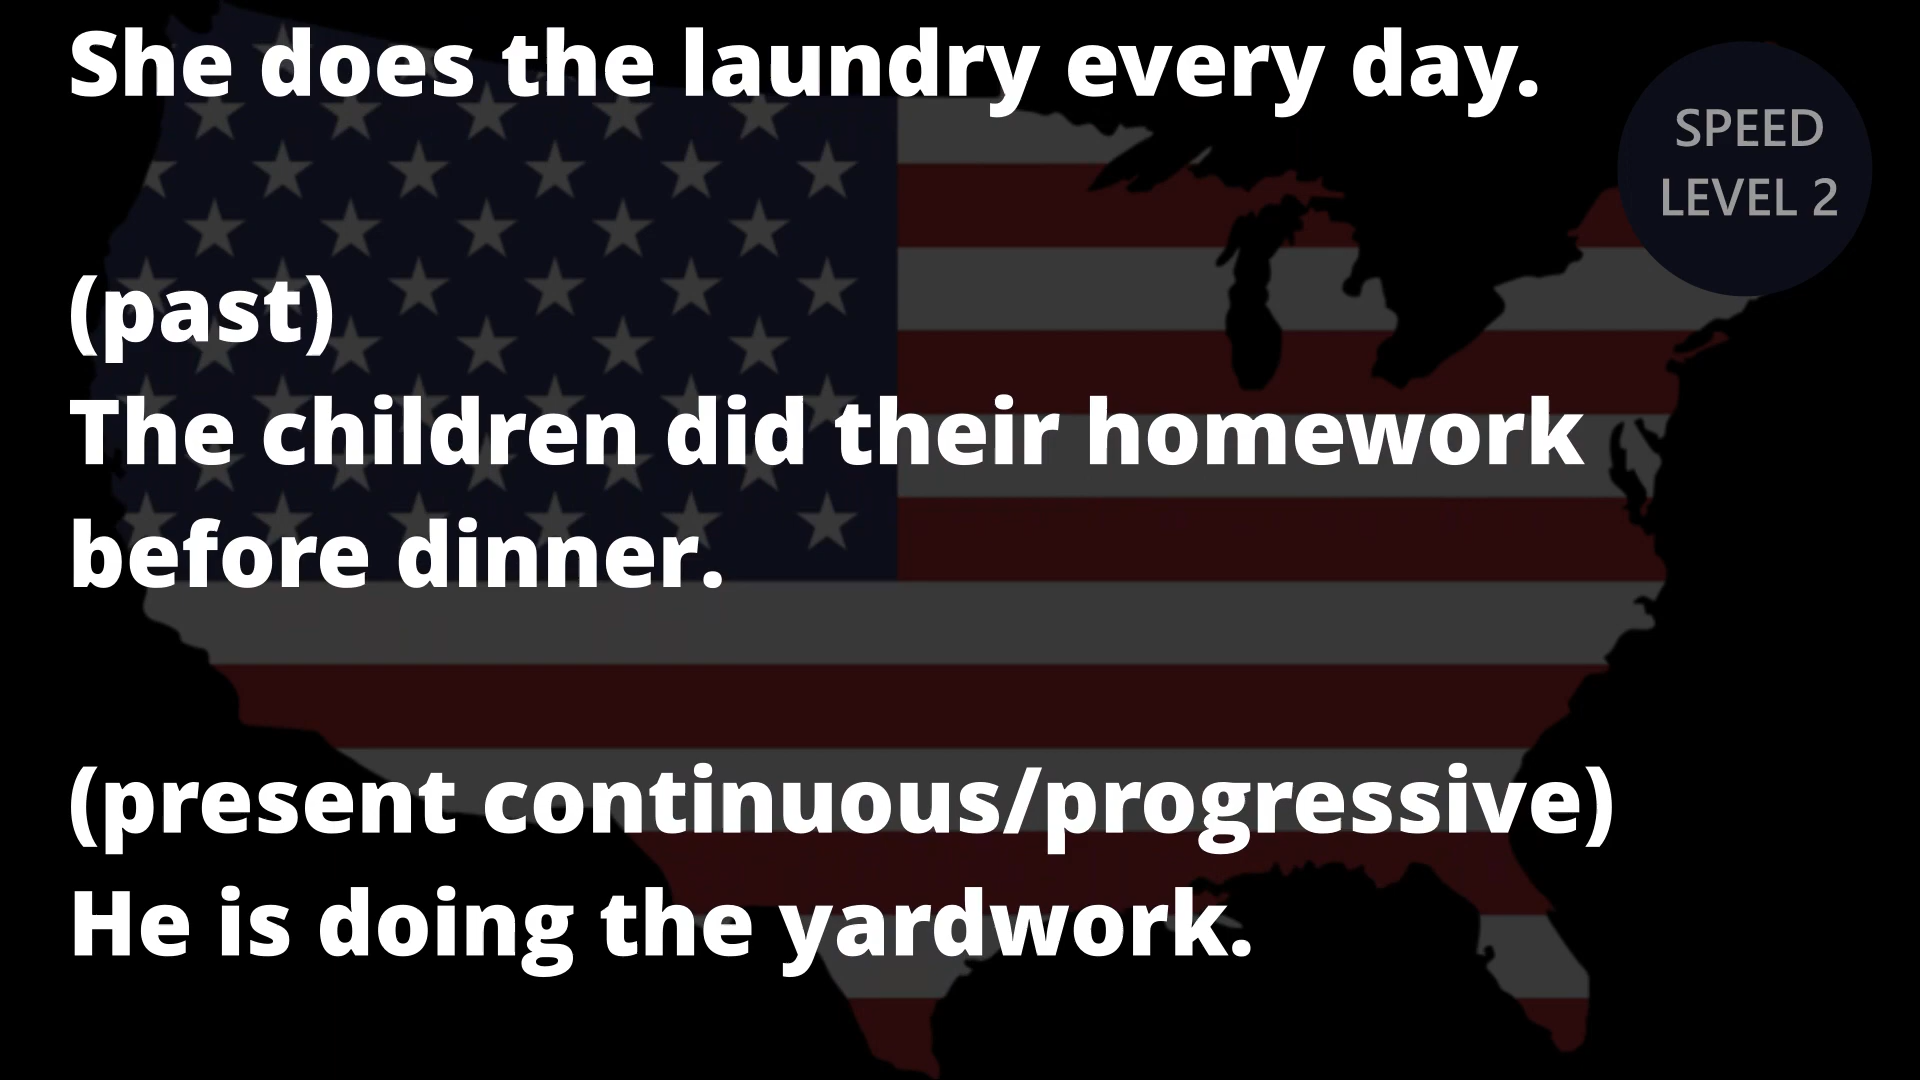 She does the laundry every day.
SPEED
LEVEL 2
(past)
The children did their homework
before dinner.
(present continuous/progressive)
He is doing the yardwork.